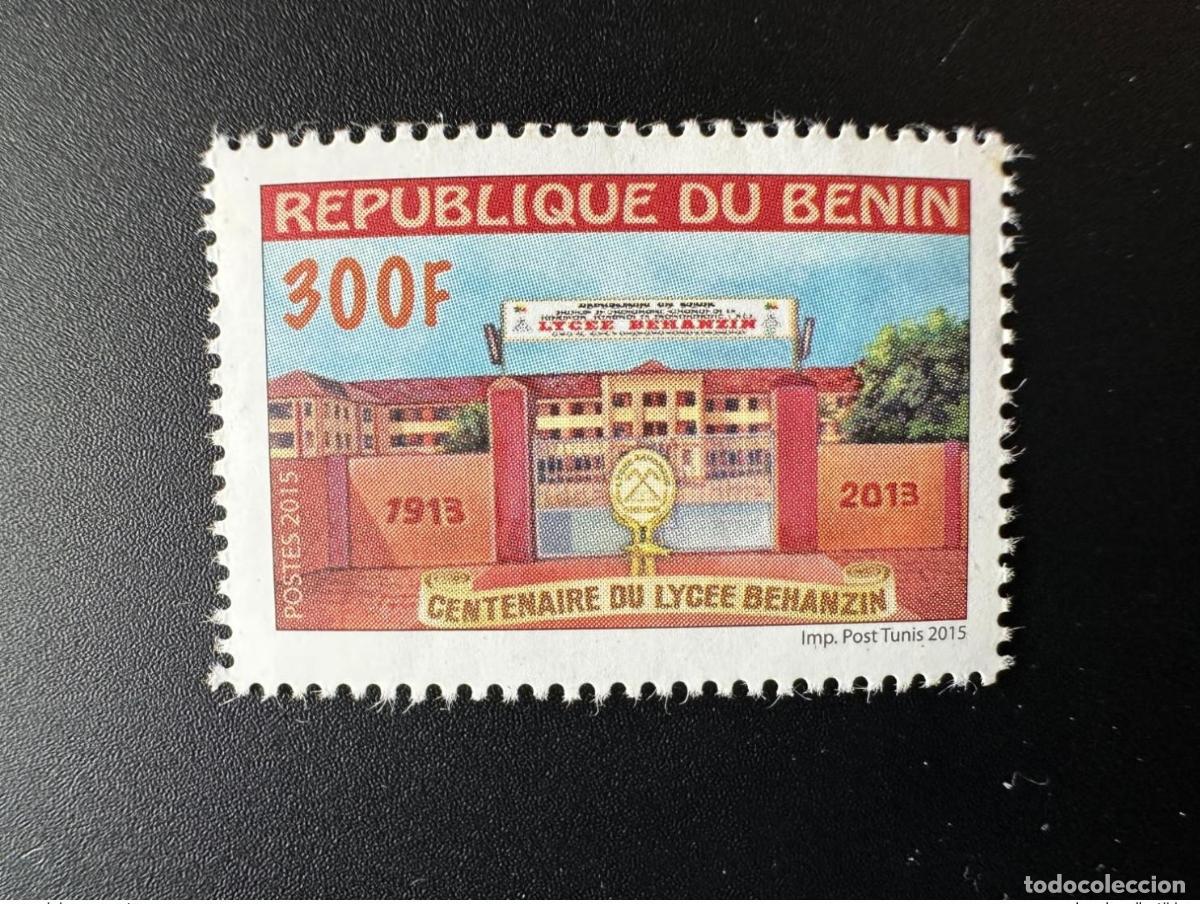 REPUBLIQUE DU BENIN
300F
LYCEE BEHANZIN
1913
2013
POSTES 2015
CENTENAIRE DU LYCEE BEHANZIN
Imp. Post Tunis 2015
todocoleccion